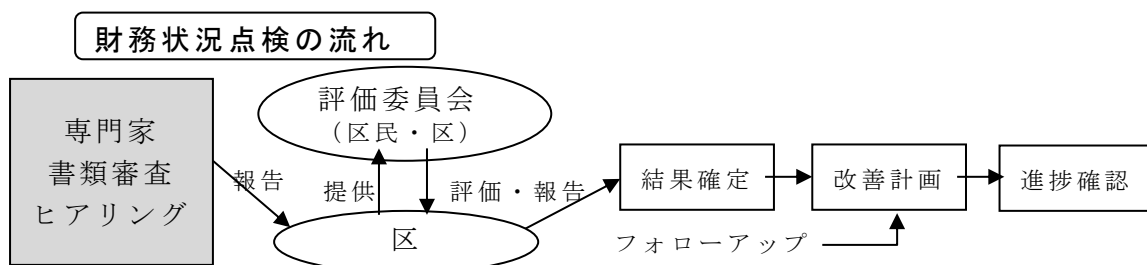 財務状況点検の流れ
専門家
書類審査
ヒアリング
報告
評価委員会
（区民・区）
提供
評価・報告
区
結果確定
改善計画
進捗確認
フォローアップ